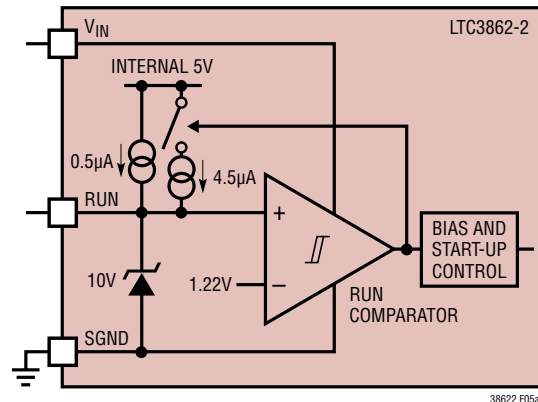 V_IN
LTC3862-2
INTERNAL 5V
0.5µA
4.5µA
RUN
+
BIAS AND
START-UP
CONTROL
10V
1.22V
–
RUN
COMPARATOR
SGND
38622 F05a